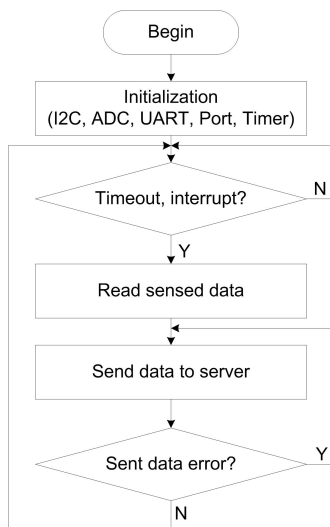 Begin
Initialization
(I2C, ADC, UART, Port, Timer)
Timeout, interrupt?
N
Y
Read sensed data
Send data to server
Sent data error?
Y
N